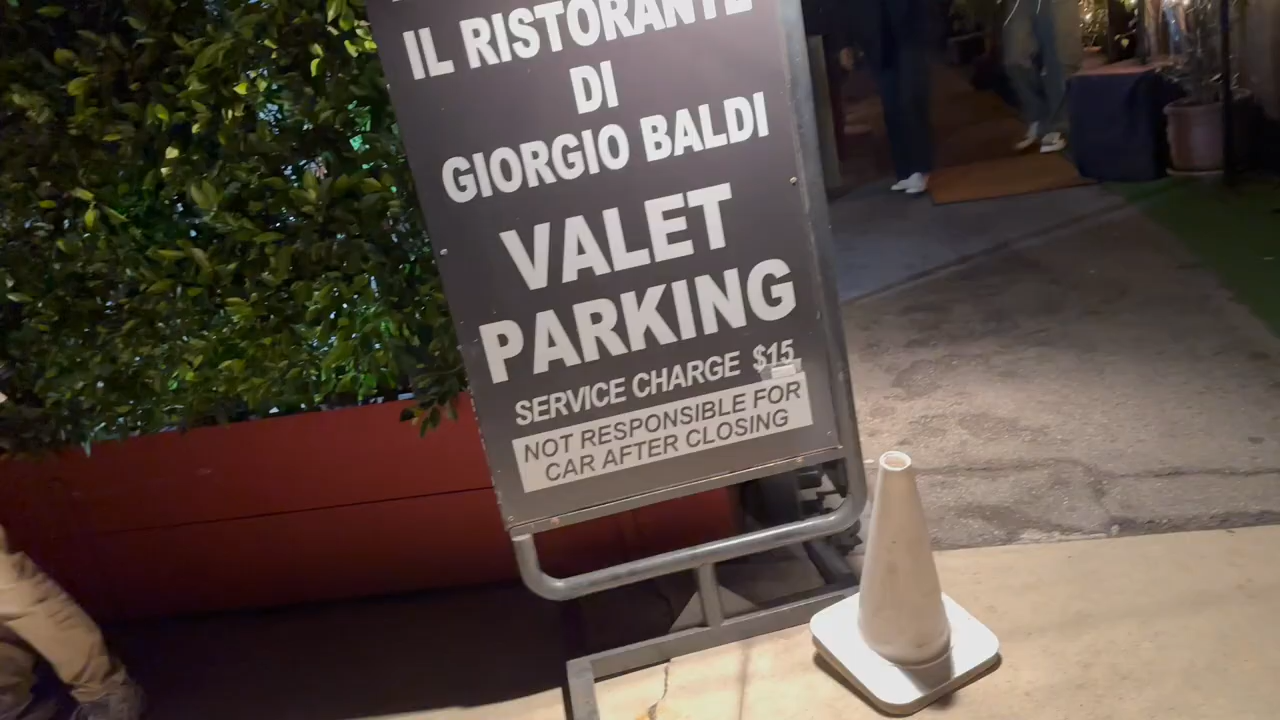 IL RISTORANTE
DI
GIORGIO BALDI
VALET
PARKING
SERVICE CHARGE $15
NOT RESPONSIBLE FOR
CAR AFTER CLOSING